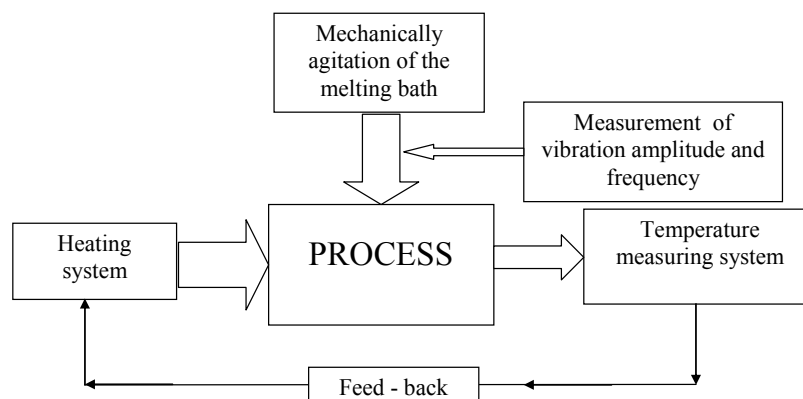 Mechanically
agitation of the
melting bath
Measurement of
vibration amplitude and
frequency
Heating
system
PROCESS
Temperature
measuring system
Feed - back